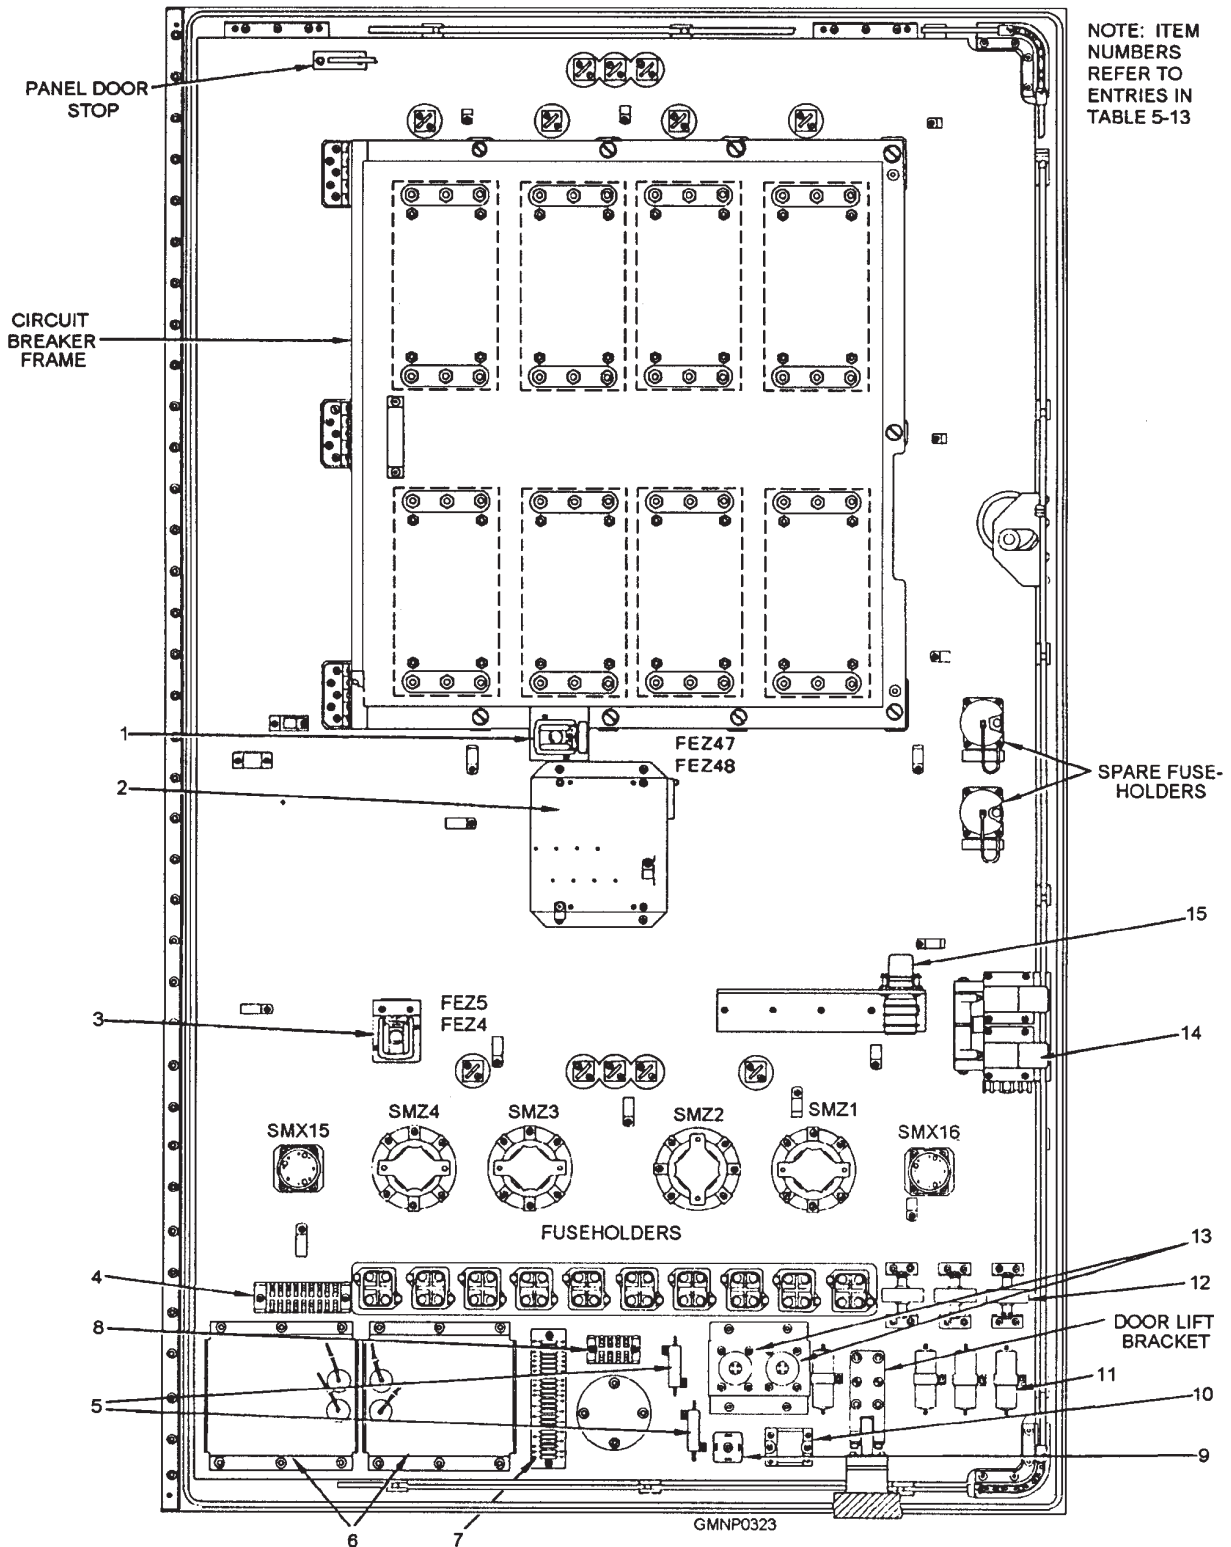 NOTE: ITEM
NUMBERS
REFER TO
ENTRIES IN
TABLE 5-13
PANEL DOOR
STOP
CIRCUIT
BREAKER
FRAME
1
FEZ47
FEZ48
2
SPARE FUSE-
HOLDERS
15
FEZ5
FEZ4
3
14
SMZ4
SMZ3
SMZ2
SMZ1
SMX15
SMX16
FUSEHOLDERS
13
4
12
8
DOOR LIFT
BRACKET
5
11
10
9
6
7
GMNP0323